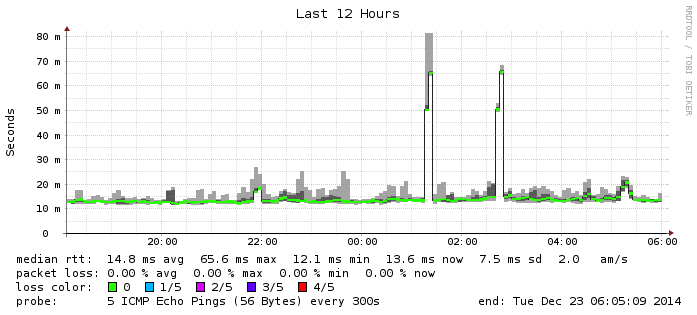 Last 12 Hours
RRDTOOL / TOBI OETIKER
Seconds
80 m
70 m
60 m
50 m
40 m
30 m
20 m
10 m
0
20:00 22:00 00:00 02:00 04:00 06:00
median rtt: 14.8 ms avg 65.6 ms max 12.1 ms min 13.6 ms now 7.5 ms sd 2.0 am/s
packet loss: 0.00 % avg 0.00 % max 0.00 % min 0.00 % now
loss color: 0 1/5 2/5 3/5 4/5
probe: 5 ICMP Echo Pings (56 Bytes) every 300s end: Tue Dec 23 06:05:09 2014